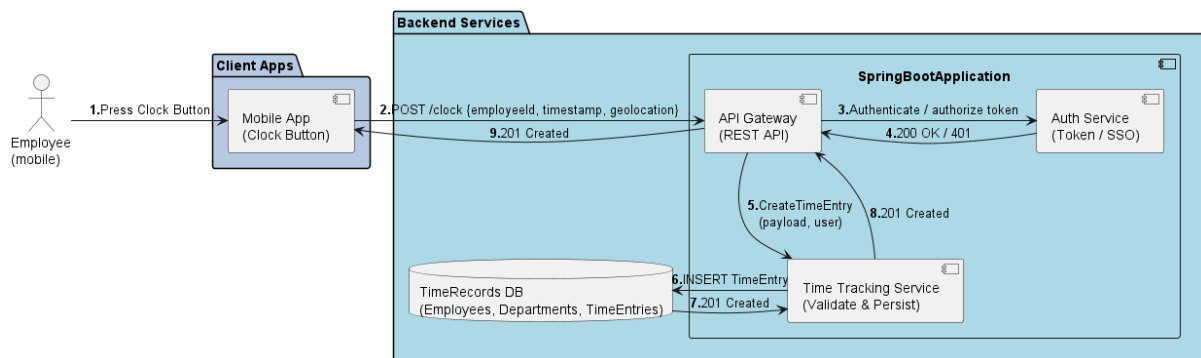 Backend Services
Client Apps
SpringBootApplication
1.Press Clock Button
2.POST /clock {employeeId, timestamp, geolocation}
3.Authenticate / authorize token
Mobile App
(Clock Button)
API Gateway
(REST API)
Auth Service
(Token / SSO)
9.201 Created
4.200 OK / 401
Employee
(mobile)
5.CreateTimeEntry
(payload, user)
8.201 Created
6.INSERT TimeEntry
TimeRecords DB
(Employees, Departments, TimeEntries)
7.201 Created
Time Tracking Service
(Validate & Persist)